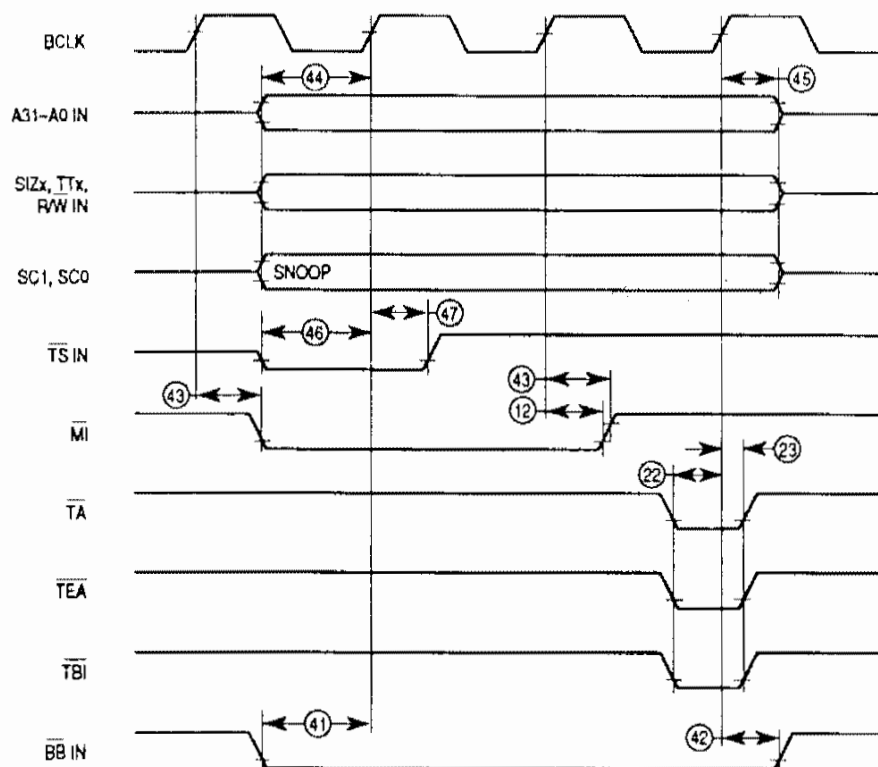 BCLK
44
45
A31-A0 IN
SIZx, TTx,
R/W IN
SC1, SC0
SNOOP
47
46
TS IN
43
43
12
MI
23
22
TA
TEA
TBI
41
42
BB IN